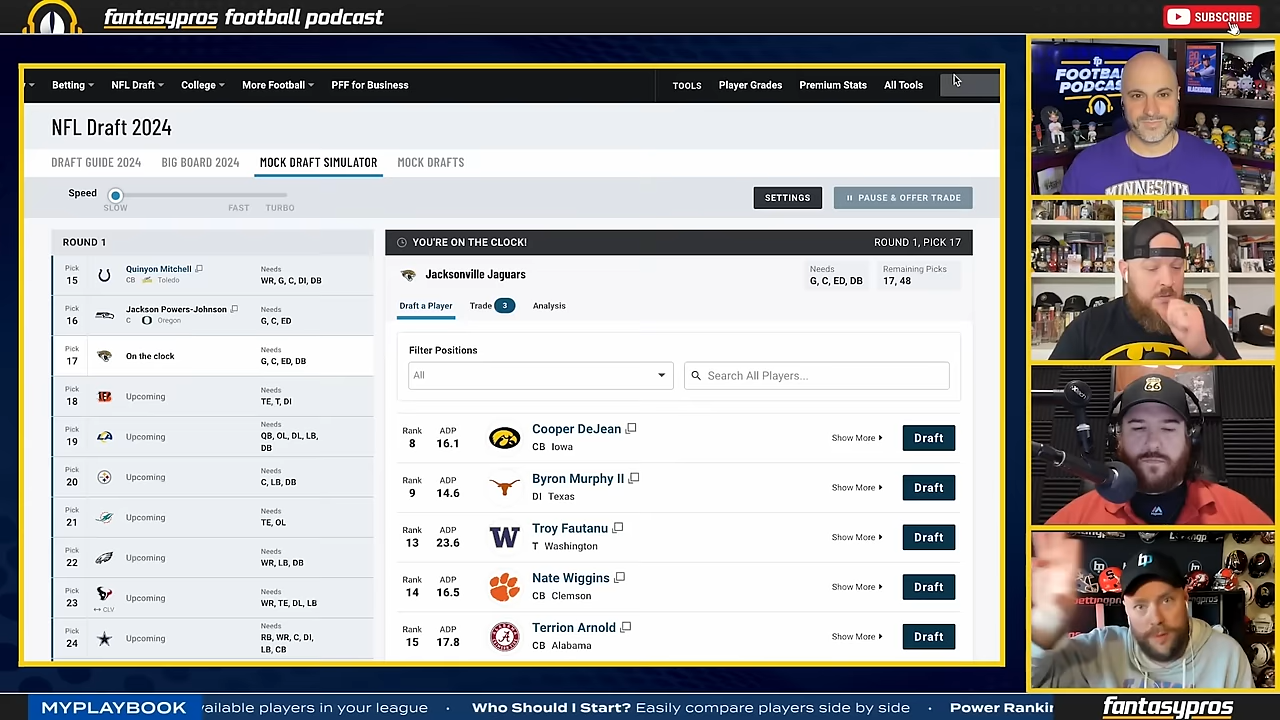 fantasypros football podcast
SUBSCRIBE
Betting
NFL Draft
College
More Football
PFF for Business
TOOLS
Player Grades
Premium Stats
All Tools
NFL Draft 2024
DRAFT GUIDE 2024
BIG BOARD 2024
MOCK DRAFT SIMULATOR
MOCK DRAFTS
Speed
SLOW
FAST
TURBO
SETTINGS
PAUSE & OFFER TRADE
ROUND 1
Pick 15
Quinyon Mitchell
CB Toledo
Needs
WR, G, C, DI, DB
Pick 16
Jackson Powers-Johnson
C Oregon
Needs
G, C, ED
Pick 17
On the clock
Needs
G, C, ED, DB
Pick 18
Upcoming
Needs
TE, T, DI
Pick 19
Upcoming
Needs
QB, OL, DL, LB,
DB
Pick 20
Upcoming
Needs
C, LB, DB
Pick 21
Upcoming
Needs
TE, OL
Pick 22
Upcoming
Needs
WR, LB, DB
Pick 23
↔ CLV
Upcoming
Needs
WR, TE, DL, LB
Pick 24
Upcoming
Needs
RB, WR, C, DI,
LB, CB
YOU'RE ON THE CLOCK!
ROUND 1, PICK 17
Jacksonville Jaguars
Needs
G, C, ED, DB
Remaining Picks
17, 48
Draft a Player
Trade 3
Analysis
Filter Positions
All
Search All Players...
Rank 8
ADP 16.1
Cooper DeJean
CB Iowa
Show More
Draft
Rank 9
ADP 14.6
Byron Murphy II
DI Texas
Show More
Draft
Rank 13
ADP 23.6
W
Troy Fautanu
T Washington
Show More
Draft
Rank 14
ADP 16.5
Nate Wiggins
CB Clemson
Show More
Draft
Rank 15
ADP 17.8
Terrion Arnold
CB Alabama
Show More
Draft
FOOTBA
PODCAS
BLACKBOOK
MINNESOTA
66
bp
MYPLAYBOOK
vailable players in your league · Who Should I Start? Easily compare players side by side · Power Rankin
fantasypros